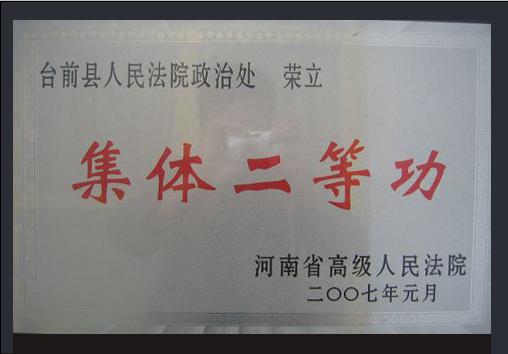 台前县人民法院政治处 荣立
集体二等功
河南省高级人民法院
二〇〇七年元月